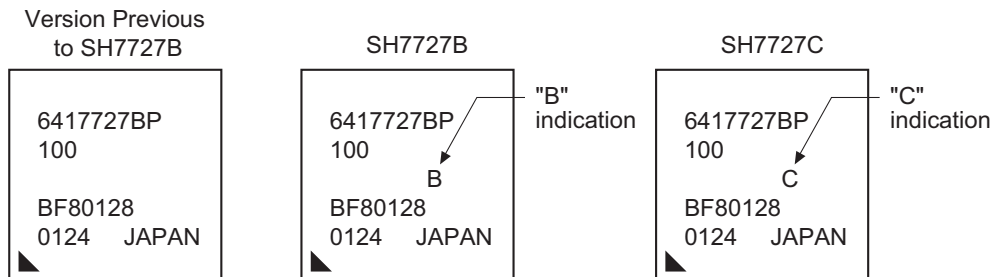 Version Previous
to SH7727B
6417727BP
100
BF80128
0124 JAPAN
SH7727B
"B"
indication
6417727BP
100
B
BF80128
0124 JAPAN
SH7727C
"C"
indication
6417727BP
100
C
BF80128
0124 JAPAN